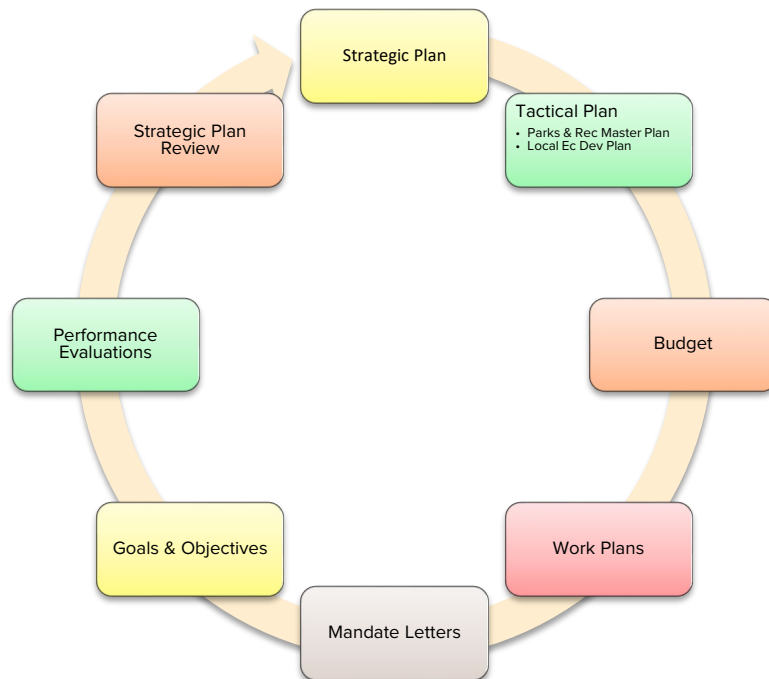 Strategic Plan
Tactical Plan
• Parks & Rec Master Plan
• Local Ec Dev Plan
Budget
Work Plans
Mandate Letters
Goals & Objectives
Performance
Evaluations
Strategic Plan
Review